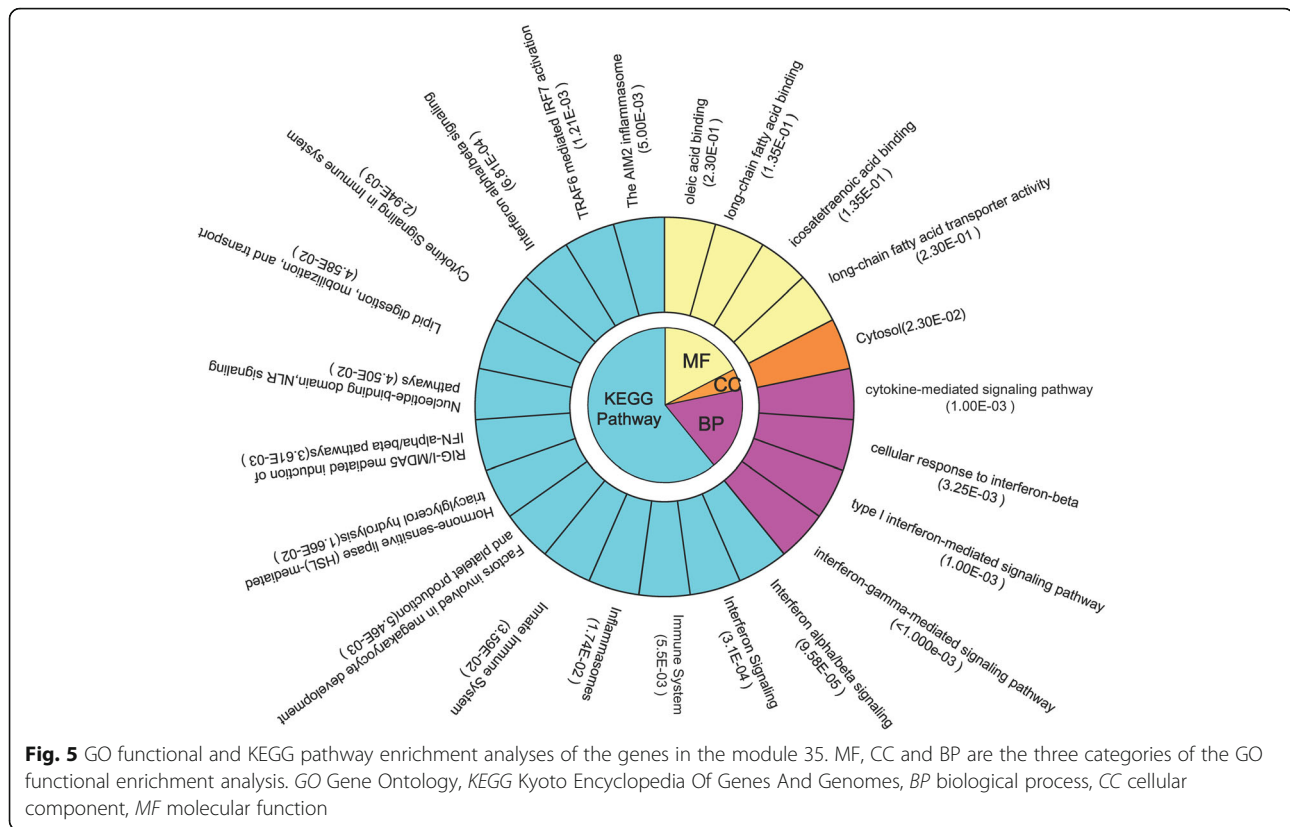 oleic acid binding
(2.30E-01)
long-chain fatty acid binding
(1.35E-01)
icosatetraenoic acid binding
(1.35E-01)
long-chain fatty acid transporter activity
(2.30E-01)
Cytosol(2.30E-02)
cytokine-mediated signaling pathway
(1.00E-03 )
cellular response to interferon-beta
(3.25E-03 )
type I interferon-mediated signaling pathway
(1.00E-03 )
interferon-gamma-mediated signaling pathway
(<1.000e-03 )
Interferon alpha/beta signaling
(9.58E-05)
Interferon Signaling
(3.1E-04 )
Immune System
(5.5E-03 )
Inflammasomes
(1.74E-02 )
Innate Immune System
(3.59E-02 )
Factors involved in megakaryocyte development
and platelet production(5.46E-03 )
Hormone-sensitive lipase (HSL)-mediated
triacylglycerol hydrolysis(1.66E-02 )
RIG-I/MDA5 mediated induction of
IFN-alpha/beta pathways(3.61E-03 )
Nucleotide-binding domain,NLR signaling
pathways (4.50E-02 )
Lipid digestion, mobilization, and transport
(4.58E-02 )
Cytokine Signaling in Immune system
(2.94E-03 )
Interferon alpha/beta signaling
(6.81E-04 )
TRAF6 mediated IRF7 activation
(1.21E-03 )
The AIM2 inflammasome
(5.00E-03 )
MF
CC
BP
KEGG
Pathway
Fig. 5 GO functional and KEGG pathway enrichment analyses of the genes in the module 35. MF, CC and BP are the three categories of the GO
functional enrichment analysis. GO Gene Ontology, KEGG Kyoto Encyclopedia Of Genes And Genomes, BP biological process, CC cellular
component, MF molecular function